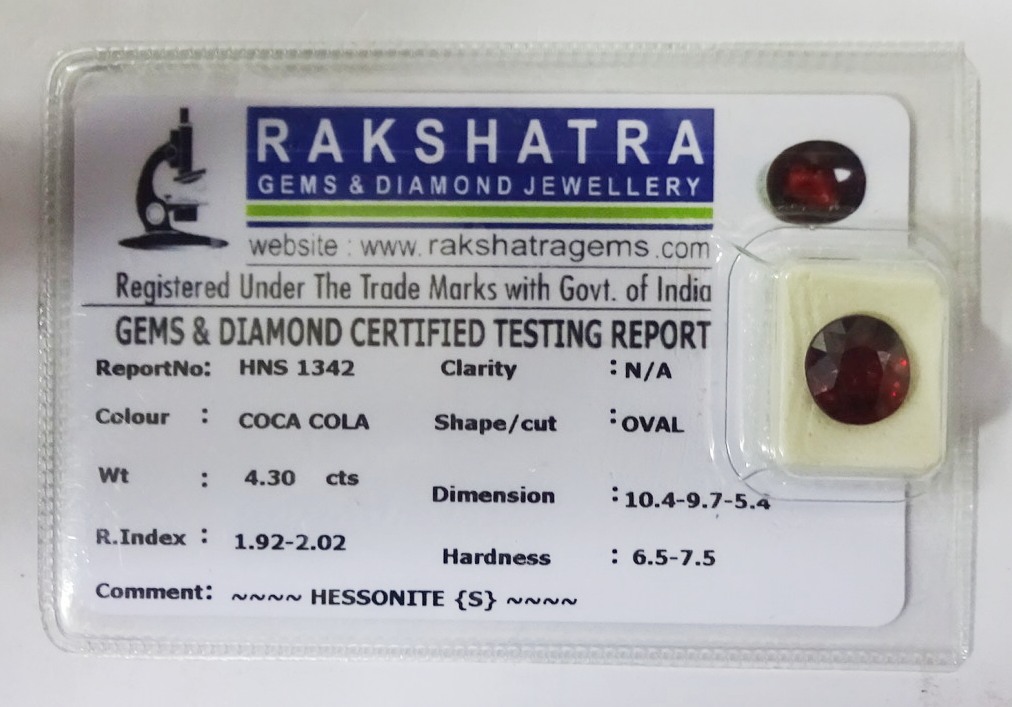 RAKSHATRA
GEMS & DIAMOND JEWELLERY
website : www. rakshatragems .com
Registered Under The Trade Marks with Govt. of India
GEMS & DIAMOND CERTIFIED TESTING REPORT
ReportNo: HNS 1342 Clarity : N/A
Colour : COCA COLA Shape/cut : OVAL
Wt : 4.30 cts Dimension : 10.4-9.7-5.4
R.Index : 1.92-2.02 Hardness : 6.5-7.5
Comment: ~~~~ HESSONITE {S} ~~~~